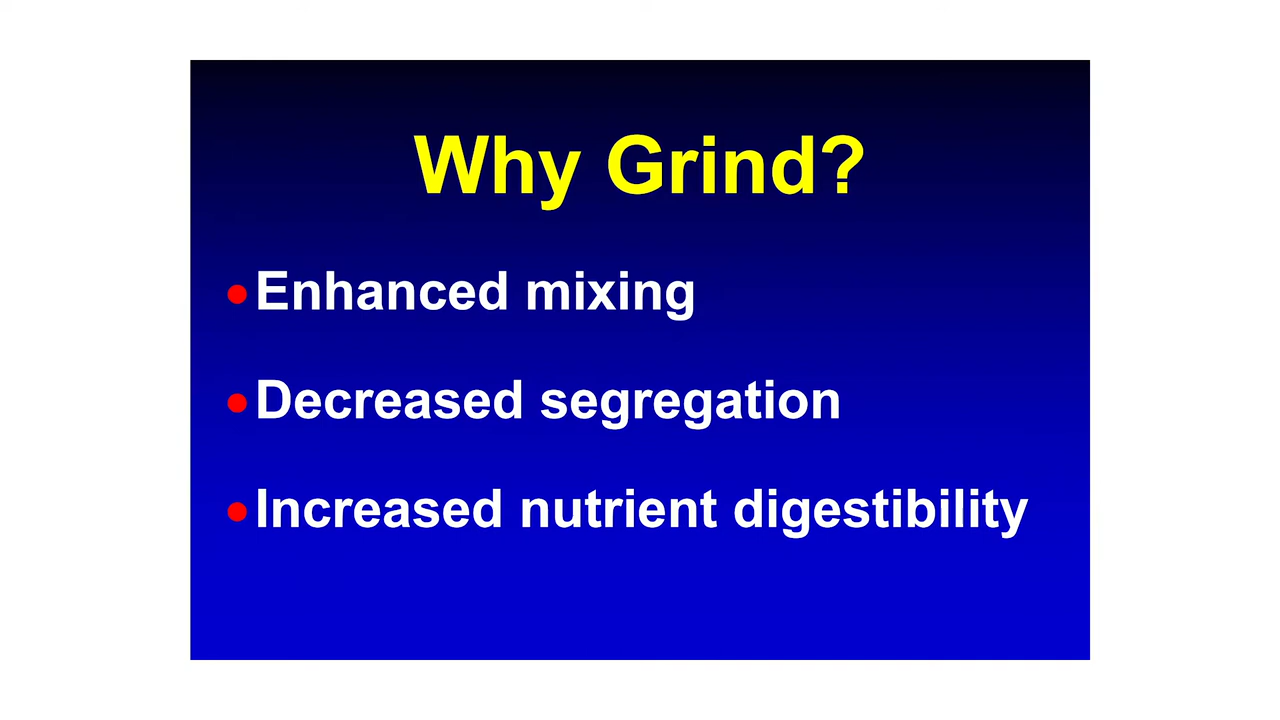 Why Grind?
Enhanced mixing
Decreased segregation
Increased nutrient digestibility